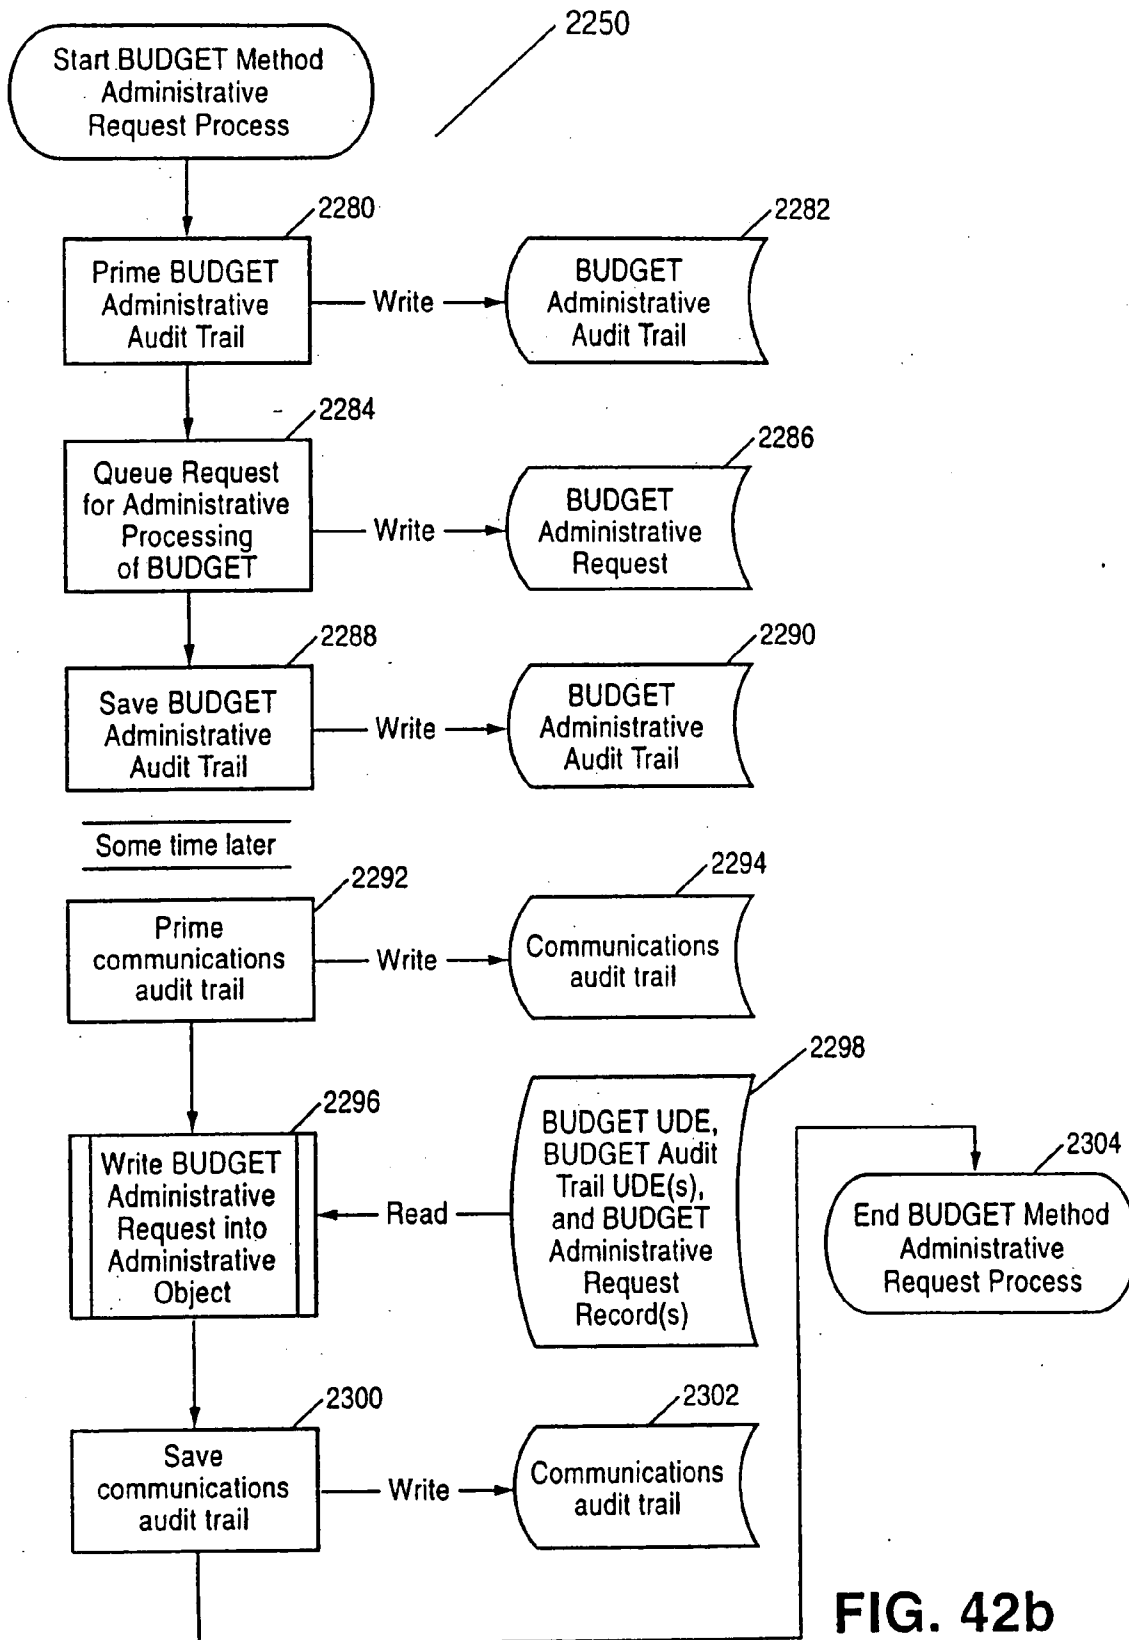 2250
Start BUDGET Method
Administrative
Request Process
2280
Prime BUDGET
Administrative
Audit Trail
Write
2282
BUDGET
Administrative
Audit Trail
2284
Queue Request
for Administrative
Processing
of BUDGET
Write
2286
BUDGET
Administrative
Request
2288
Save BUDGET
Administrative
Audit Trail
Write
2290
BUDGET
Administrative
Audit Trail
Some time later
2292
Prime
communications
audit trail
Write
2294
Communications
audit trail
2296
Write BUDGET
Administrative
Request into
Administrative
Object
Read
2298
BUDGET UDE,
BUDGET Audit
Trail UDE(s),
and BUDGET
Administrative
Request
Record(s)
2300
Save
communications
audit trail
Write
2302
Communications
audit trail
2304
End BUDGET Method
Administrative
Request Process
FIG. 42b